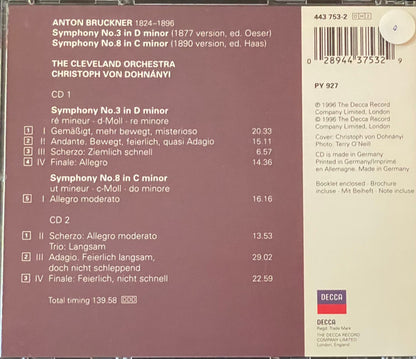 ANTON BRUCKNER 1824–1896
Symphony No.3 in D minor (1877 version, ed. Oeser)
Symphony No.8 in C minor (1890 version, ed. Haas)
THE CLEVELAND ORCHESTRA
CHRISTOPH VON DOHNÁNYI
CD 1
Symphony No.3 in D minor
ré mineur · d-Moll · re minore
1 I Gemäßigt, mehr bewegt, misterioso 20.33
2 II Andante. Bewegt, feierlich, quasi Adagio 15.11
3 III Scherzo: Ziemlich schnell 6.57
4 IV Finale: Allegro 14.36
Symphony No.8 in C minor
ut mineur · c-Moll · do minore
5 I Allegro moderato 16.16
CD 2
1 II Scherzo: Allegro moderato 13.53
Trio: Langsam
2 III Adagio. Feierlich langsam, 29.02
doch nicht schleppend
3 IV Finale: Feierlich, nicht schnell 22.59
Total timing 139.58 DDD
443 753-2
0 28944 37532 9
PY 927
℗ 1996 The Decca Record
Company Limited, London
© 1996 The Decca Record
Company Limited, London
Cover: Christoph von Dohnányi
Photo: Terry O'Neill
CD is made in Germany
Printed in Germany/Imprimé
en Allemagne.
Booklet enclosed · Brochure
incluse · Mit Beiheft · Note incluse
DECCA
DECCA
Regd. Trade Mark
THE DECCA RECORD
COMPANY LIMITED
London, England